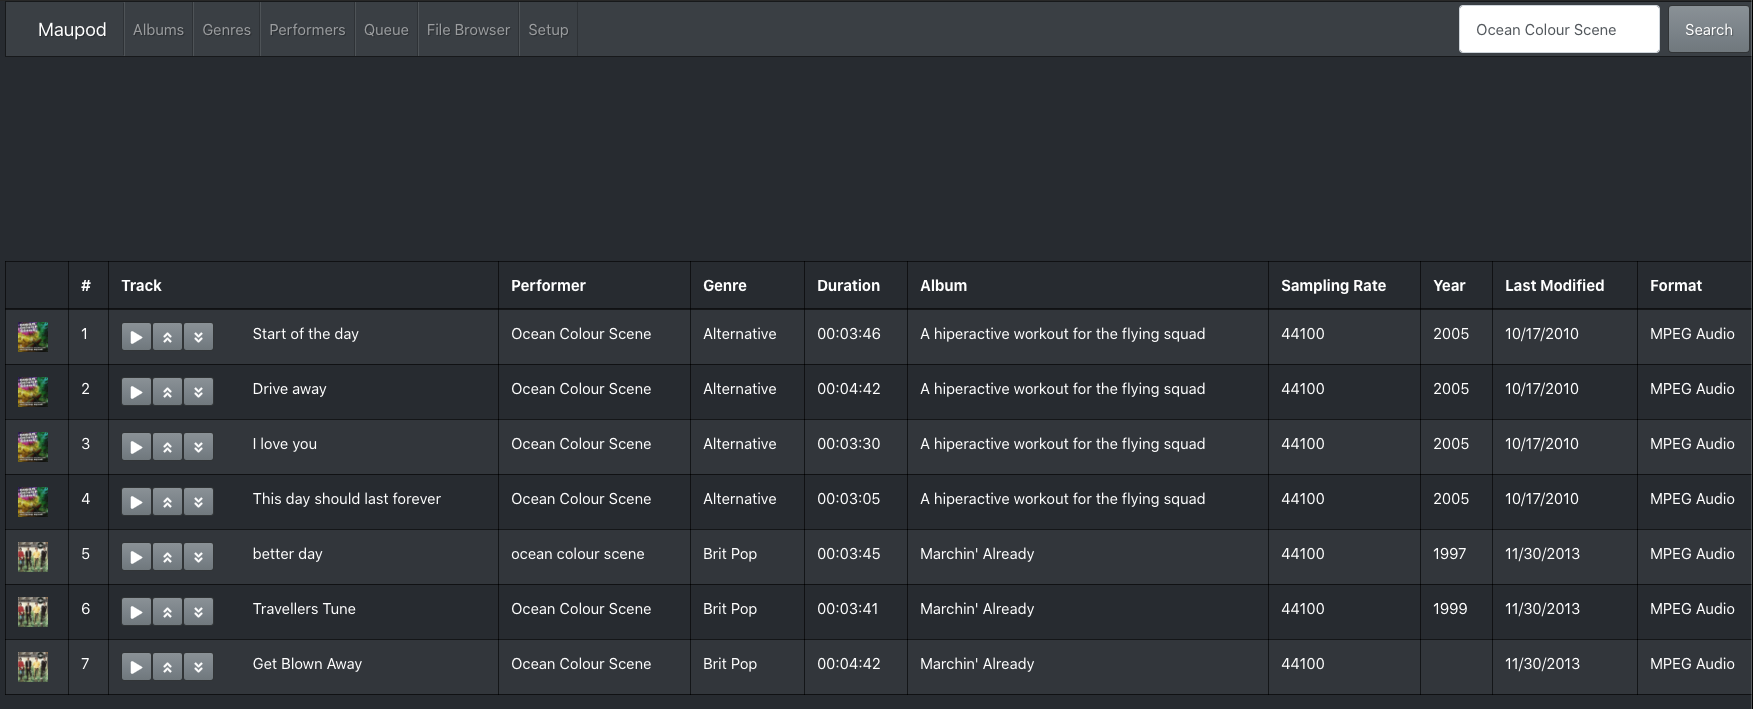 Maupod Albums Genres Performers Queue File Browser Setup Ocean Colour Scene Search
# Track Performer Genre Duration Album Sampling Rate Year Last Modified Format
1 Start of the day Ocean Colour Scene Alternative 00:03:46 A hiperactive workout for the flying squad 44100 2005 10/17/2010 MPEG Audio
2 Drive away Ocean Colour Scene Alternative 00:04:42 A hiperactive workout for the flying squad 44100 2005 10/17/2010 MPEG Audio
3 I love you Ocean Colour Scene Alternative 00:03:30 A hiperactive workout for the flying squad 44100 2005 10/17/2010 MPEG Audio
4 This day should last forever Ocean Colour Scene Alternative 00:03:05 A hiperactive workout for the flying squad 44100 2005 10/17/2010 MPEG Audio
5 better day ocean colour scene Brit Pop 00:03:45 Marchin' Already 44100 1997 11/30/2013 MPEG Audio
6 Travellers Tune Ocean Colour Scene Brit Pop 00:03:41 Marchin' Already 44100 1999 11/30/2013 MPEG Audio
7 Get Blown Away Ocean Colour Scene Brit Pop 00:04:42 Marchin' Already 44100 11/30/2013 MPEG Audio